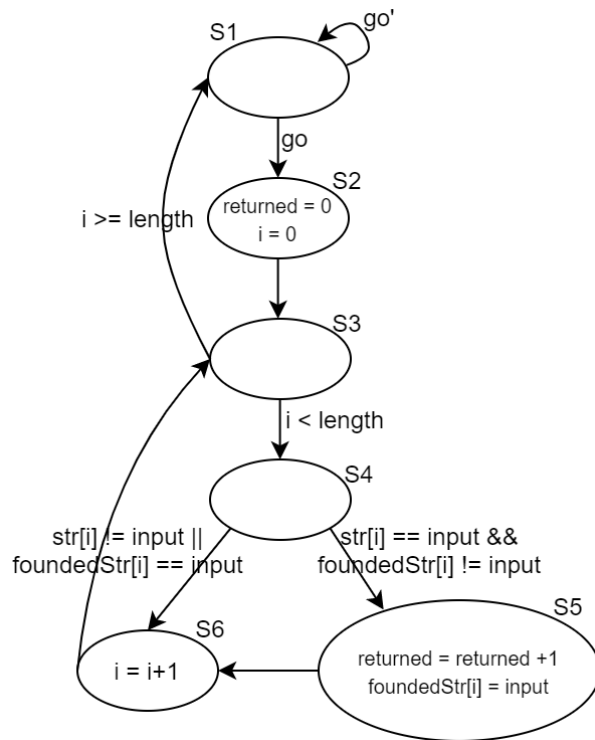 go'
S1
go
S2
returned = 0
i = 0
i >= length
S3
i < length
S4
str[i] != input ||
foundedStr[i] == input
str[i] == input &&
foundedStr[i] != input
S5
S6
returned = returned +1
foundedStr[i] = input
i = i+1